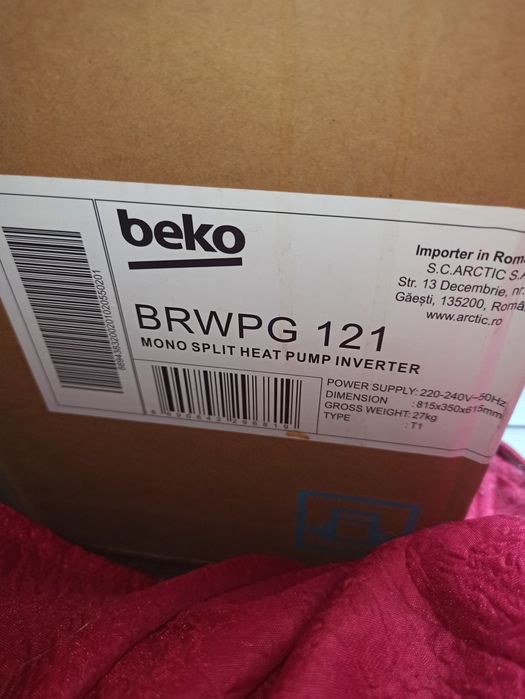 beko
Importer in Rom
S.C.ARCTIC S.A
Str. 13 Decembrie, nr.
Găeşti, 135200, Româ
www.arctic.ro
BRWPG 121
MONO SPLIT HEAT PUMP INVERTER
POWER SUPPLY: 220-240V~50Hz
DIMENSION : 815x350x615mm
GROSS WEIGHT: 27kg
TYPE : T1